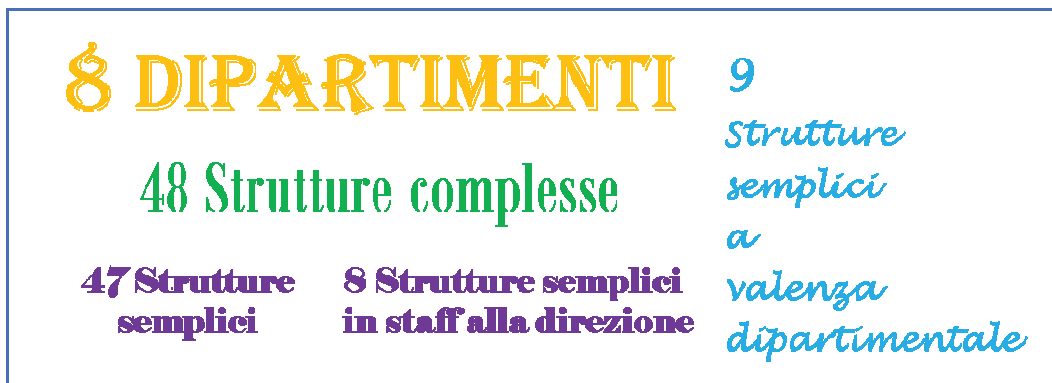 8 DIPARTIMENTI
48 Strutture complesse
47 Strutture
semplici
8 Strutture semplici
in staff alla direzione
9
Strutture
semplici
a
valenza
dipartimentale